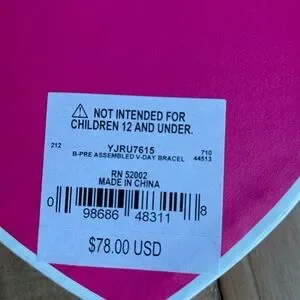 ⚠ NOT INTENDED FOR
CHILDREN 12 AND UNDER.
212 YJRU7615 710
B-PRE ASSEMBLED V-DAY BRACEL 44513
RN 52002
MADE IN CHINA
0 98686 48311 8
$78.00 USD